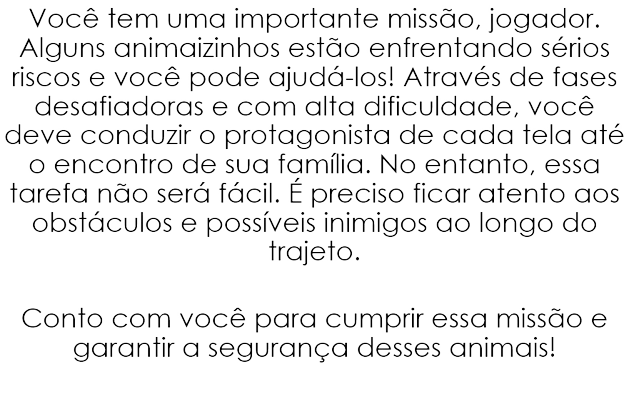 Você tem uma importante missão, jogador.
Alguns animaizinhos estão enfrentando sérios
riscos e você pode ajudá-los! Através de fases
desafiadoras e com alta dificuldade, você
deve conduzir o protagonista de cada tela até
o encontro de sua família. No entanto, essa
tarefa não será fácil. É preciso ficar atento aos
obstáculos e possíveis inimigos ao longo do
trajeto.
Conto com você para cumprir essa missão e
garantir a segurança desses animais!